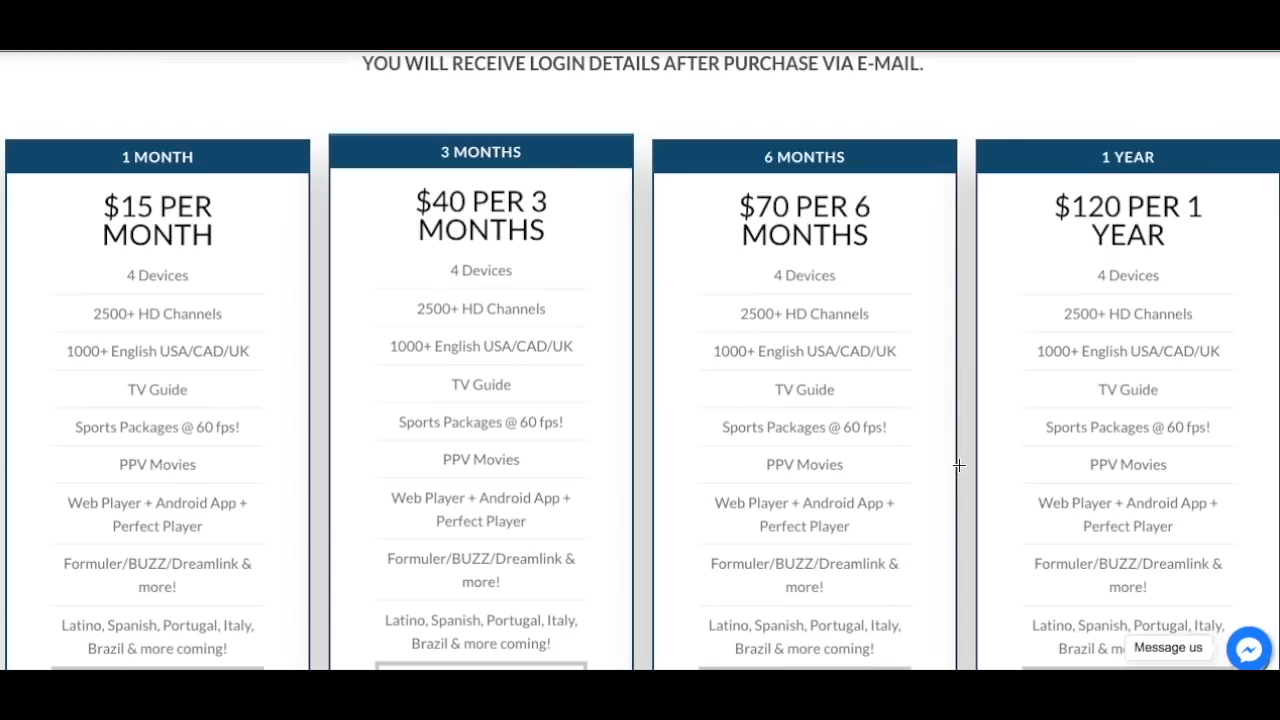 YOU WILL RECEIVE LOGIN DETAILS AFTER PURCHASE VIA E-MAIL.
1 MONTH
$15 PER
MONTH
4 Devices
2500+ HD Channels
1000+ English USA/CAD/UK
TV Guide
Sports Packages @ 60 fps!
PPV Movies
Web Player + Android App +
Perfect Player
Formuler/BUZZ/Dreamlink &
more!
Latino, Spanish, Portugal, Italy,
Brazil & more coming!
3 MONTHS
$40 PER 3
MONTHS
4 Devices
2500+ HD Channels
1000+ English USA/CAD/UK
TV Guide
Sports Packages @ 60 fps!
PPV Movies
Web Player + Android App +
Perfect Player
Formuler/BUZZ/Dreamlink &
more!
Latino, Spanish, Portugal, Italy,
Brazil & more coming!
6 MONTHS
$70 PER 6
MONTHS
4 Devices
2500+ HD Channels
1000+ English USA/CAD/UK
TV Guide
Sports Packages @ 60 fps!
PPV Movies
Web Player + Android App +
Perfect Player
Formuler/BUZZ/Dreamlink &
more!
Latino, Spanish, Portugal, Italy,
Brazil & more coming!
1 YEAR
$120 PER 1
YEAR
4 Devices
2500+ HD Channels
1000+ English USA/CAD/UK
TV Guide
Sports Packages @ 60 fps!
PPV Movies
Web Player + Android App +
Perfect Player
Formuler/BUZZ/Dreamlink &
more!
Latino, Spanish, Portugal, Italy,
Brazil &
Message us